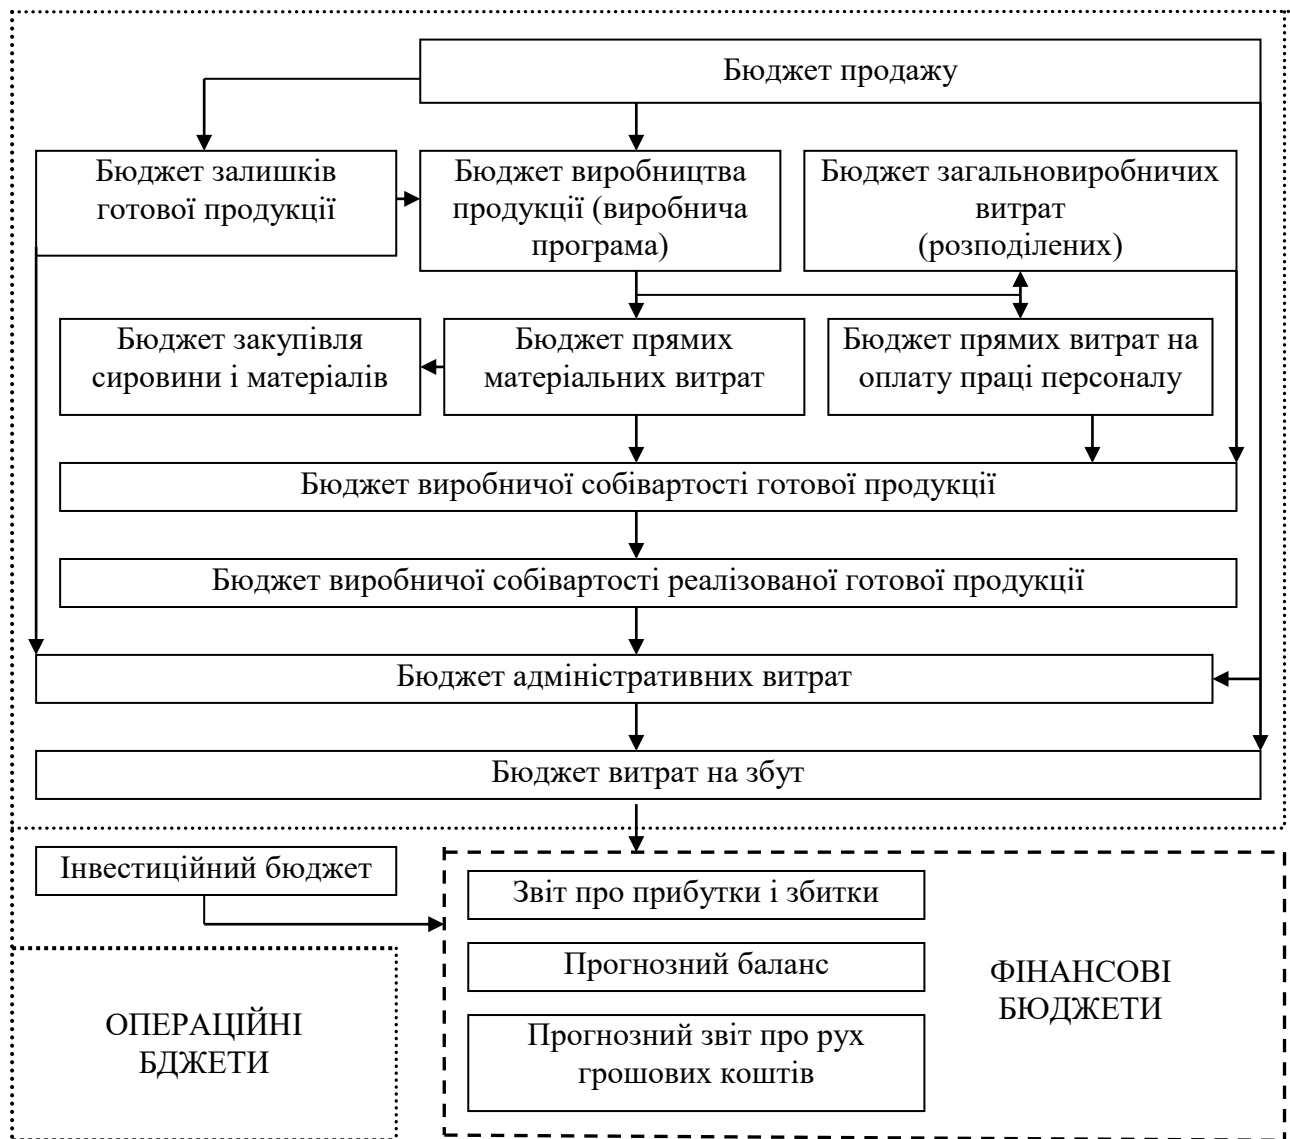 Бюджет продажу
Бюджет залишків
готової продукції
Бюджет виробництва
продукції (виробнича
програма)
Бюджет загальновиробничих
витрат
(розподілених)
Бюджет закупівля
сировини і матеріалів
Бюджет прямих
матеріальних витрат
Бюджет прямих витрат на
оплату праці персоналу
Бюджет виробничої собівартості готової продукції
Бюджет виробничої собівартості реалізованої готової продукції
Бюджет адміністративних витрат
Бюджет витрат на збут
Інвестиційний бюджет
Звіт про прибутки і збитки
Прогнозний баланс
Прогнозний звіт про рух
грошових коштів
ФІНАНСОВІ
БЮДЖЕТИ
ОПЕРАЦІЙНІ
БДЖЕТИ